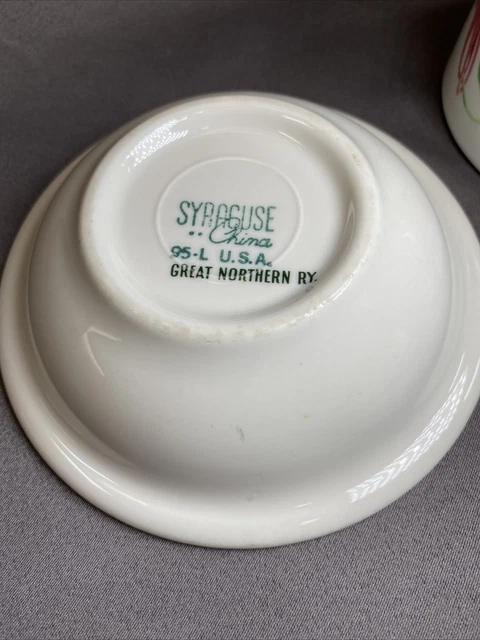 SYRACUSE
China
95-L U.S.A.
GREAT NORTHERN RY.